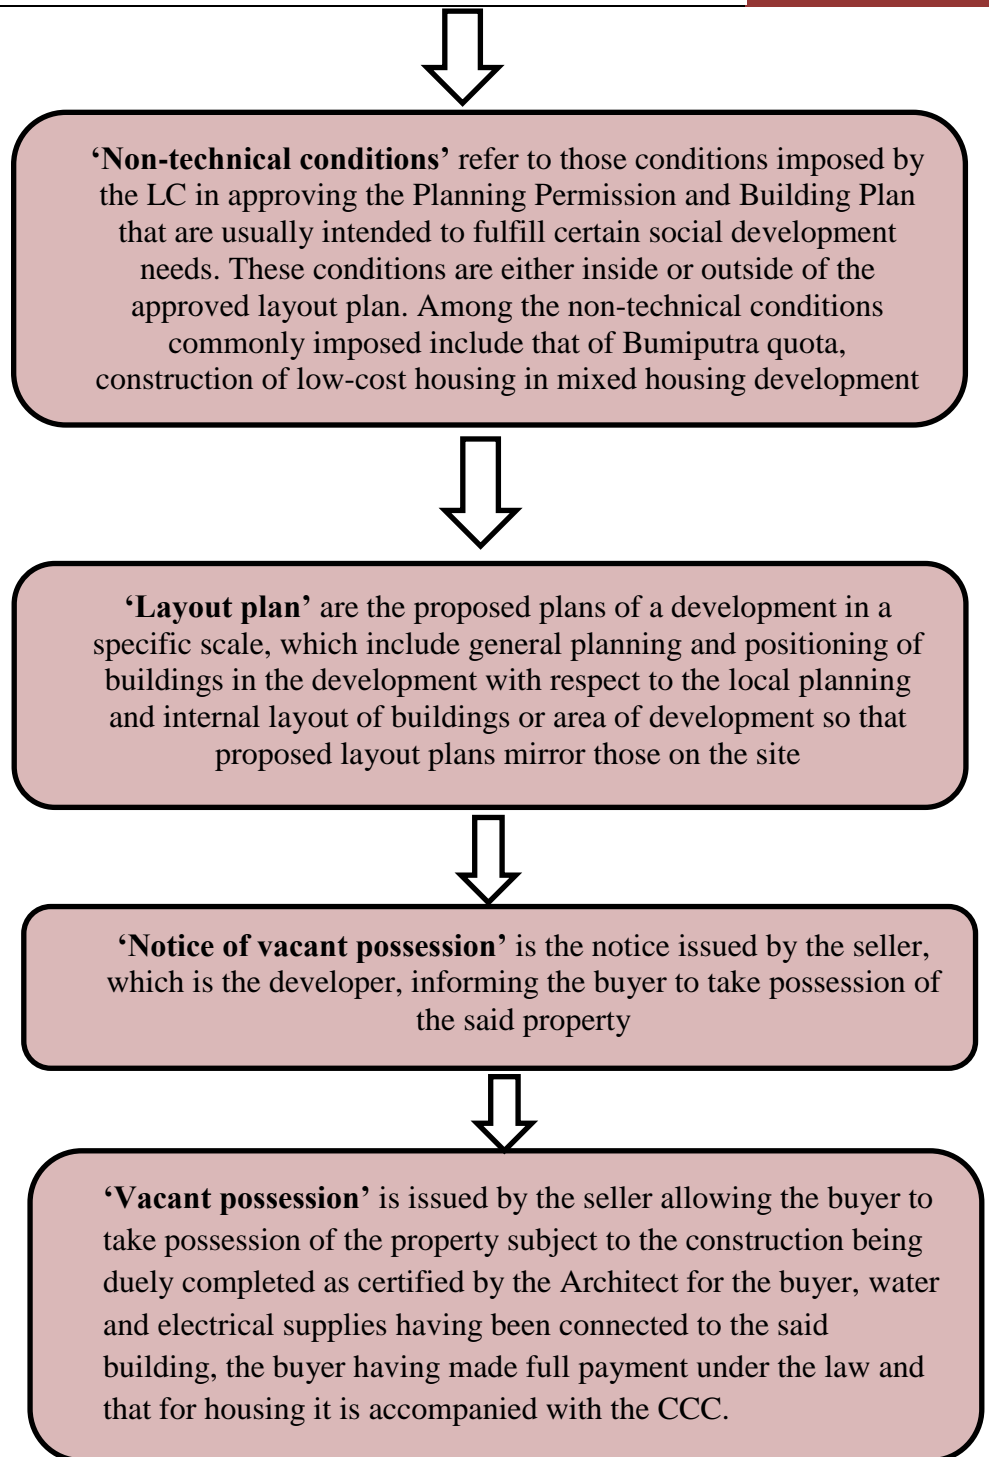 ‘Non-technical conditions’ refer to those conditions imposed by
the LC in approving the Planning Permission and Building Plan
that are usually intended to fulfill certain social development
needs. These conditions are either inside or outside of the
approved layout plan. Among the non-technical conditions
commonly imposed include that of Bumiputra quota,
construction of low-cost housing in mixed housing development
‘Layout plan’ are the proposed plans of a development in a
specific scale, which include general planning and positioning of
buildings in the development with respect to the local planning
and internal layout of buildings or area of development so that
proposed layout plans mirror those on the site
‘Notice of vacant possession’ is the notice issued by the seller,
which is the developer, informing the buyer to take possession of
the said property
‘Vacant possession’ is issued by the seller allowing the buyer to
take possession of the property subject to the construction being
duely completed as certified by the Architect for the buyer, water
and electrical supplies having been connected to the said
building, the buyer having made full payment under the law and
that for housing it is accompanied with the CCC.